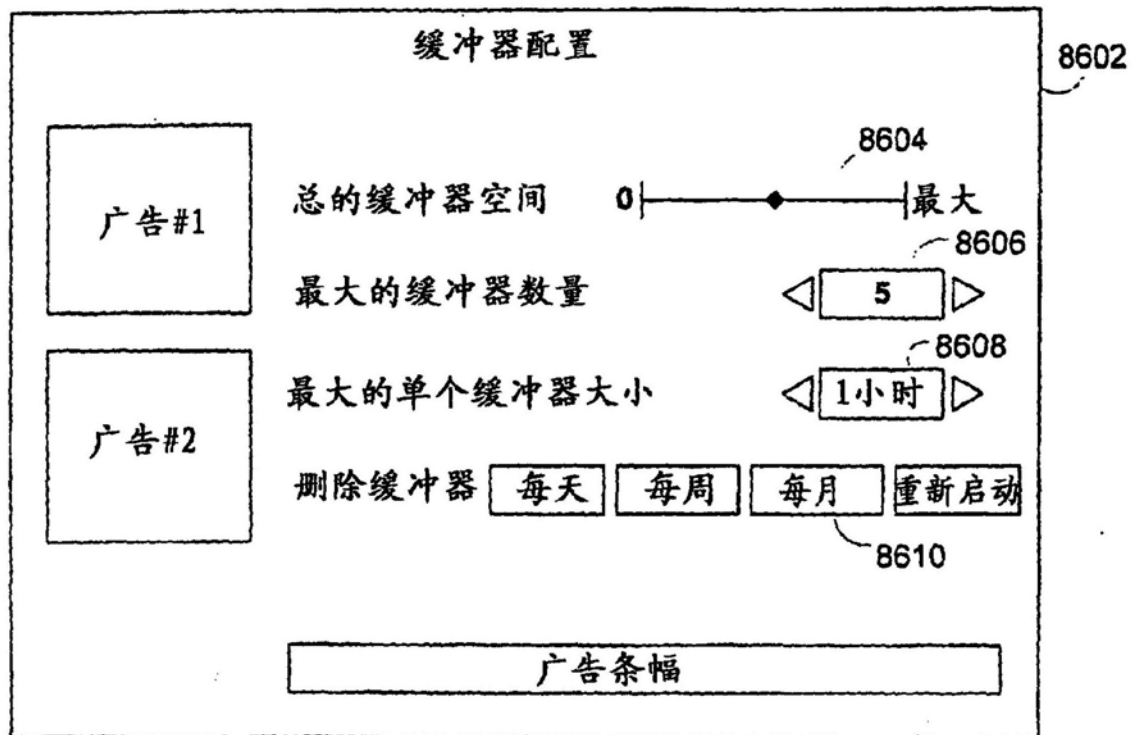 缓冲器配置
8602
广告#1
总的缓冲器空间 0 最大
8604
最大的缓冲器数量 5
8606
广告#2
最大的单个缓冲器大小 1小时
8608
删除缓冲器 每天 每周 每月 重新启动
8610
广告条幅